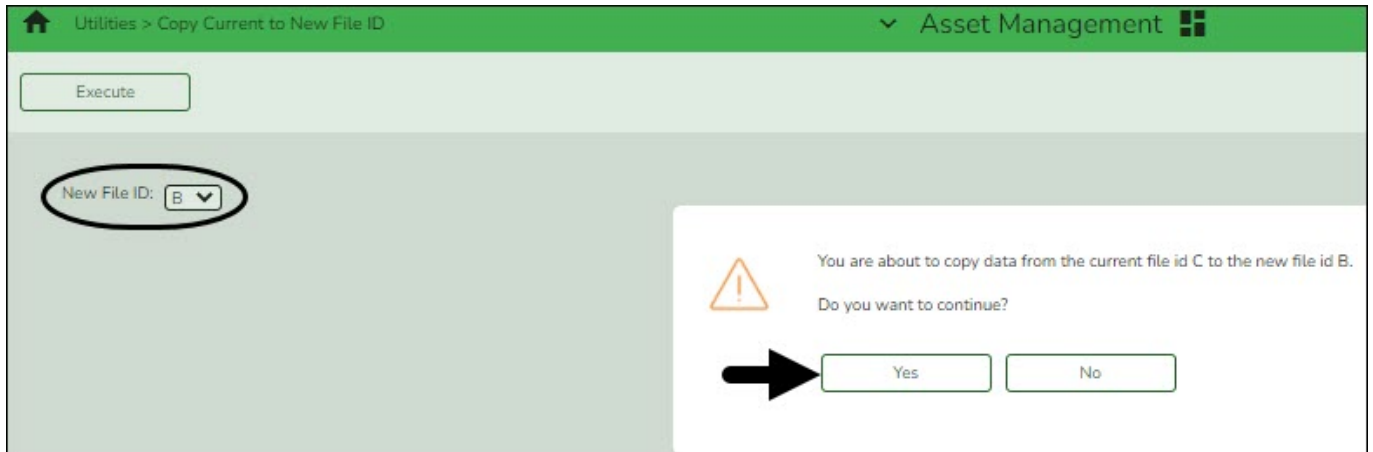 Utilities > Copy Current to New File ID
Asset Management
Execute
New File ID: B
You are about to copy data from the current file id C to the new file id B.
Do you want to continue?
Yes No